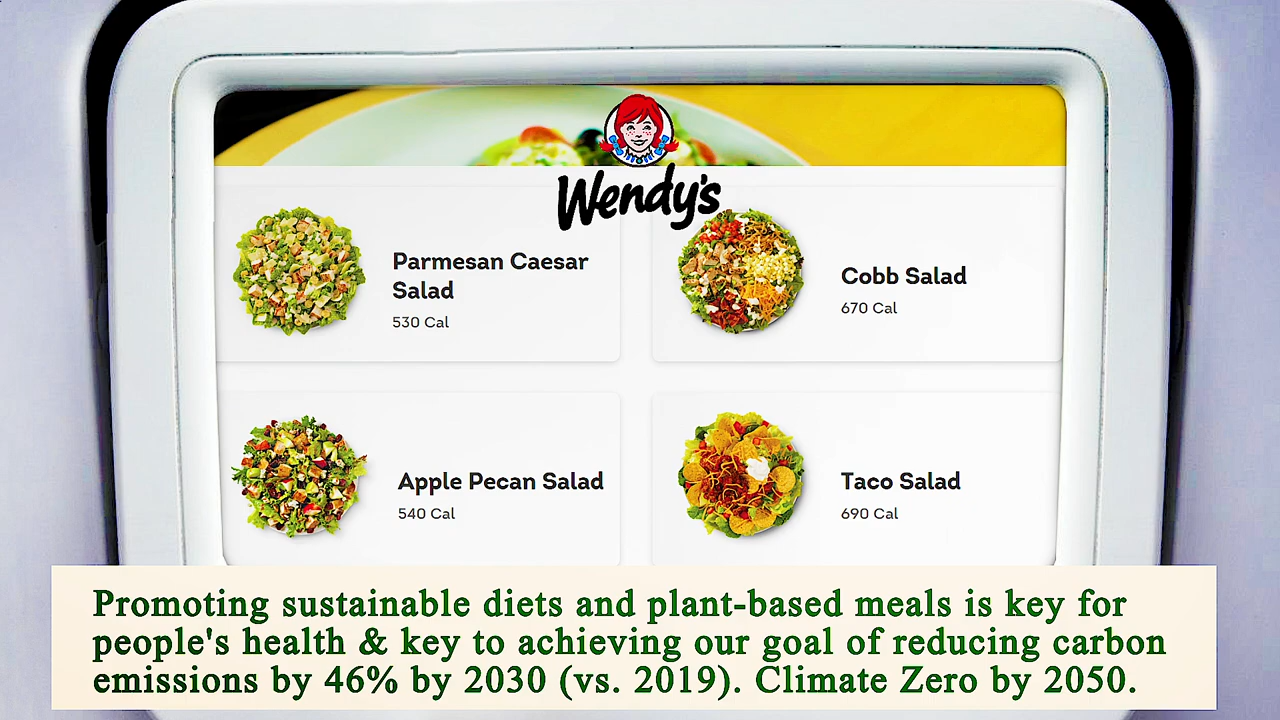 Wendy's
Parmesan Caesar
Salad
530 Cal
Cobb Salad
670 Cal
Apple Pecan Salad
540 Cal
Taco Salad
690 Cal
Promoting sustainable diets and plant-based meals is key for
people's health & key to achieving our goal of reducing carbon
emissions by 46% by 2030 (vs. 2019). Climate Zero by 2050.